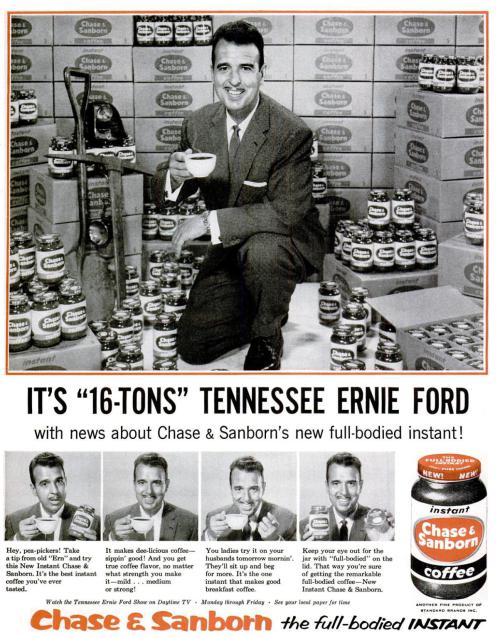 Chase & Sanborn
instant
IT'S "16-TONS" TENNESSEE ERNIE FORD
with news about Chase & Sanborn's new full-bodied instant!
Hey, pea-pickers! Take
a tip from old "Ern" and try
this New Instant Chase &
Sanborn. It's the best instant
coffee you've ever
tasted.
It makes dee-licious coffee—
sippin' good! And you get
true coffee flavor, no matter
what strength you make
it—mild . . . medium
or strong!
You ladies try it on your
husbands tomorrow mornin'.
They'll sit up and beg
for more. It's the one
instant that makes good
breakfast coffee.
Keep your eye out for the
jar with "full-bodied" on the
lid. That way you're sure
of getting the remarkable
full-bodied coffee—New
Instant Chase & Sanborn.
THE
FULL-BODIED
INSTANT
NEW! NEW!
instant
Chase &
Sanborn
coffee
ANOTHER FINE PRODUCT OF
STANDARD BRANDS INC.
Watch the Tennessee Ernie Ford Show on Daytime TV • Monday through Friday • See your local paper for time
Chase & Sanborn the full-bodied INSTANT